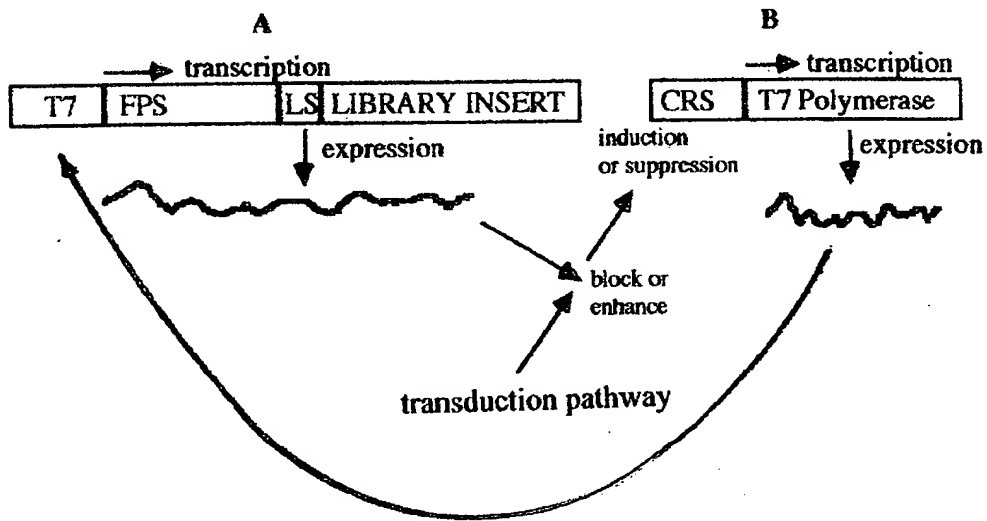 A
B
transcription
transcription
T7 FPS LS LIBRARY INSERT
CRS T7 Polymerase
expression
induction
or suppression
expression
block or
enhance
transduction pathway